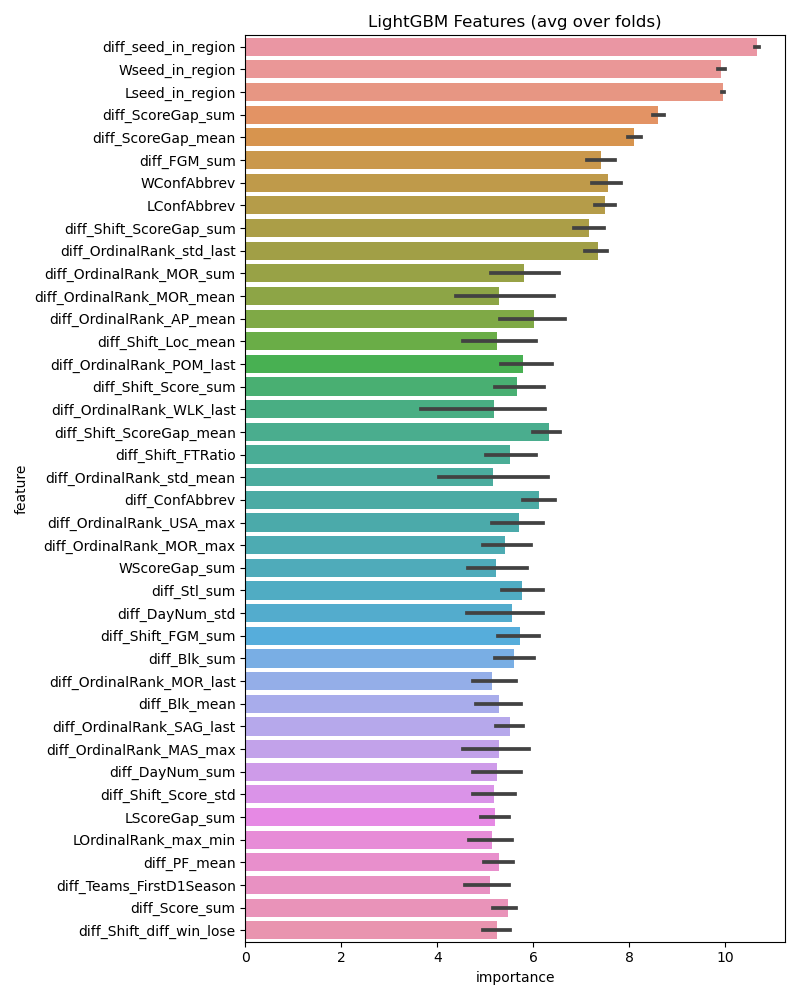 LightGBM Features (avg over folds)
diff_seed_in_region
Wseed_in_region
Lseed_in_region
diff_ScoreGap_sum
diff_ScoreGap_mean
diff_FGM_sum
WConfAbbrev
LConfAbbrev
diff_Shift_ScoreGap_sum
diff_OrdinalRank_std_last
diff_OrdinalRank_MOR_sum
diff_OrdinalRank_MOR_mean
diff_OrdinalRank_AP_mean
diff_Shift_Loc_mean
diff_OrdinalRank_POM_last
diff_Shift_Score_sum
diff_OrdinalRank_WLK_last
diff_Shift_ScoreGap_mean
diff_Shift_FTRatio
diff_OrdinalRank_std_mean
diff_ConfAbbrev
diff_OrdinalRank_USA_max
diff_OrdinalRank_MOR_max
WScoreGap_sum
diff_Stl_sum
diff_DayNum_std
diff_Shift_FGM_sum
diff_Blk_sum
diff_OrdinalRank_MOR_last
diff_Blk_mean
diff_OrdinalRank_SAG_last
diff_OrdinalRank_MAS_max
diff_DayNum_sum
diff_Shift_Score_std
LScoreGap_sum
LOrdinalRank_max_min
diff_PF_mean
diff_Teams_FirstD1Season
diff_Score_sum
diff_Shift_diff_win_lose
feature
0 2 4 6 8 10
importance